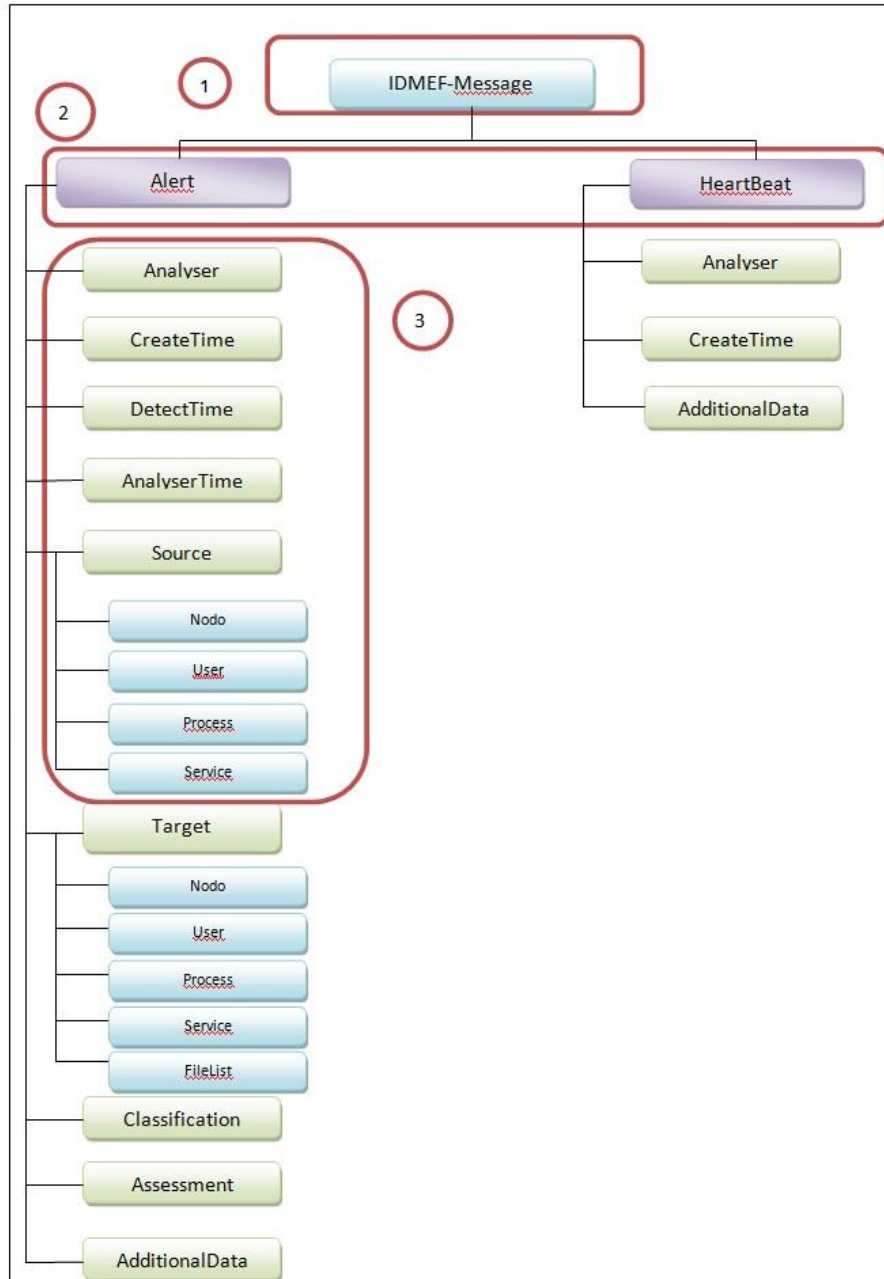 1
IDMEF-Message
2
Alert
HeartBeat
Analyser
CreateTime
DetectTime
AnalyserTime
Source
Nodo
User
Process
Service
3
Analyser
CreateTime
AdditionalData
Target
Nodo
User
Process
Service
FileList
Classification
Assessment
AdditionalData